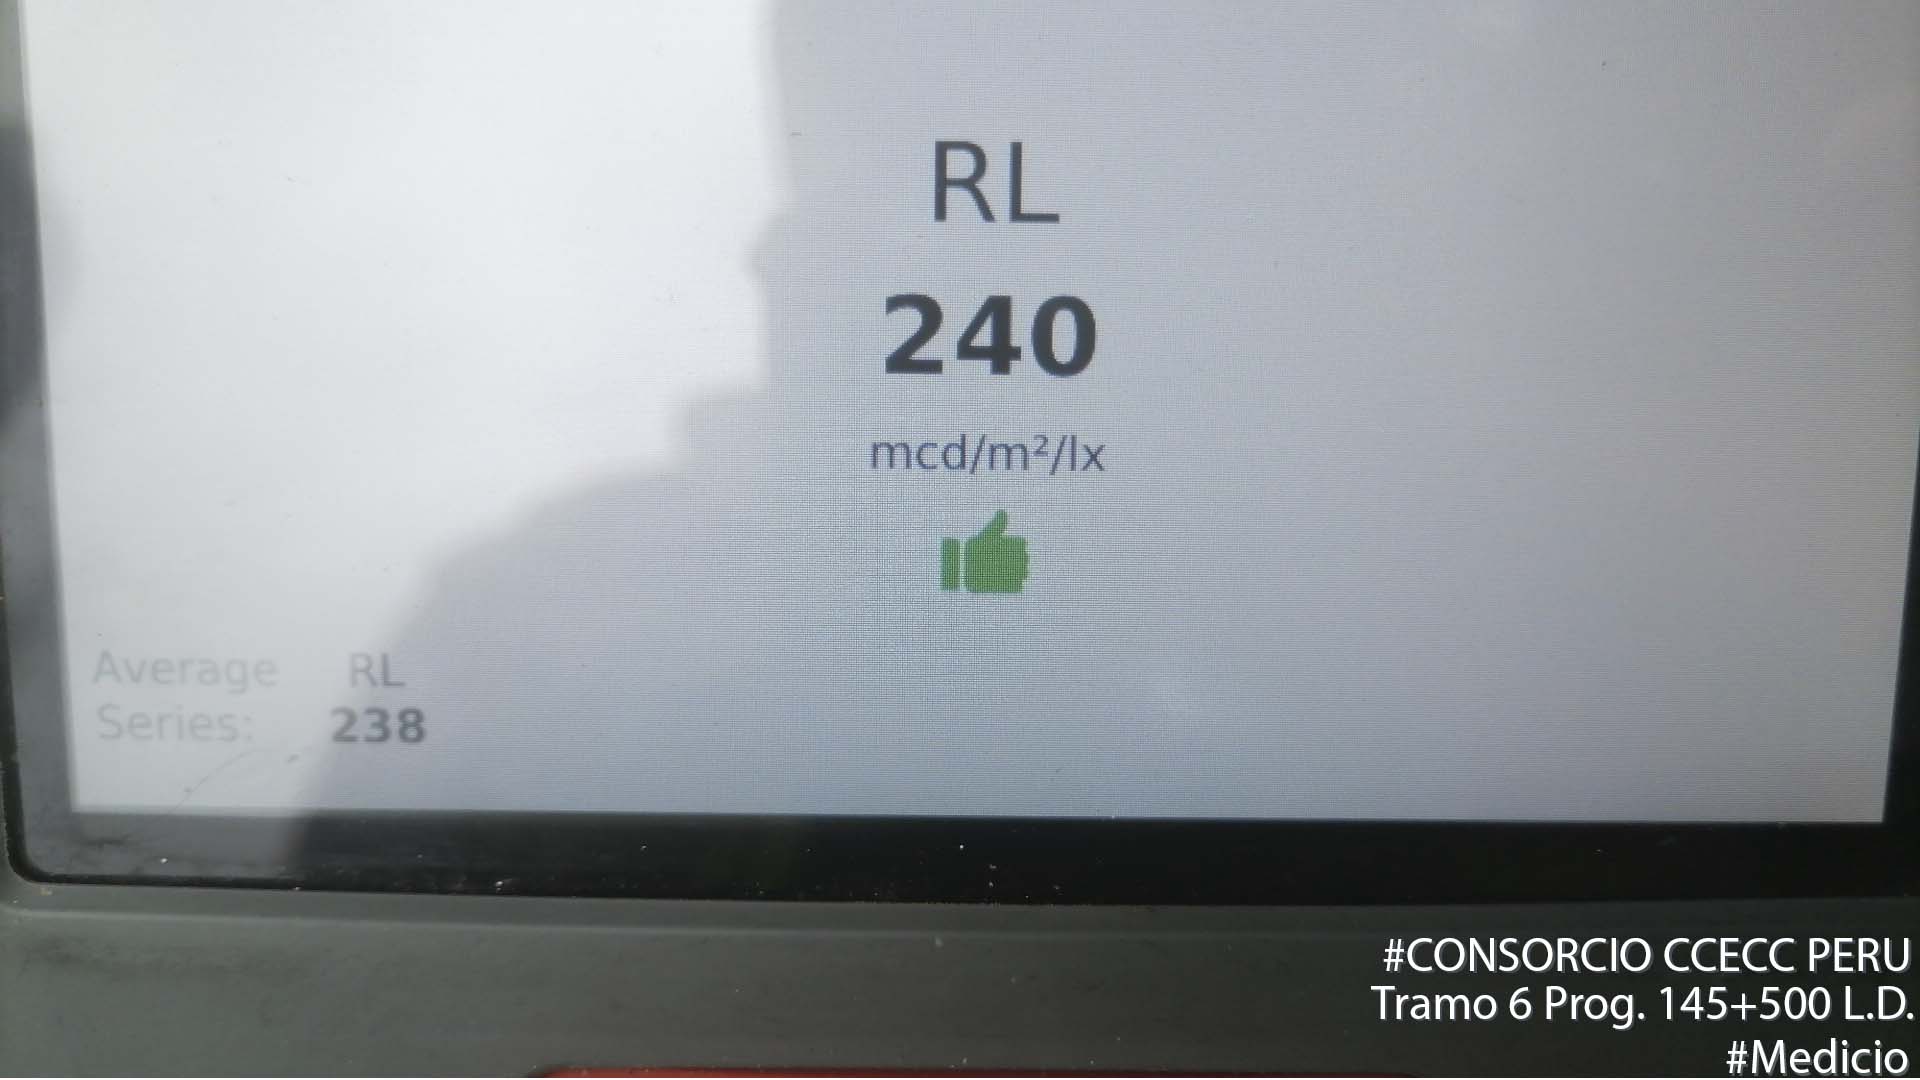 RL
240
mcd/m²/lx
Average RL
Series: 238
#CONSORCIO CCECC PERU
Tramo 6 Prog. 145+500 L.D.
#Medicio